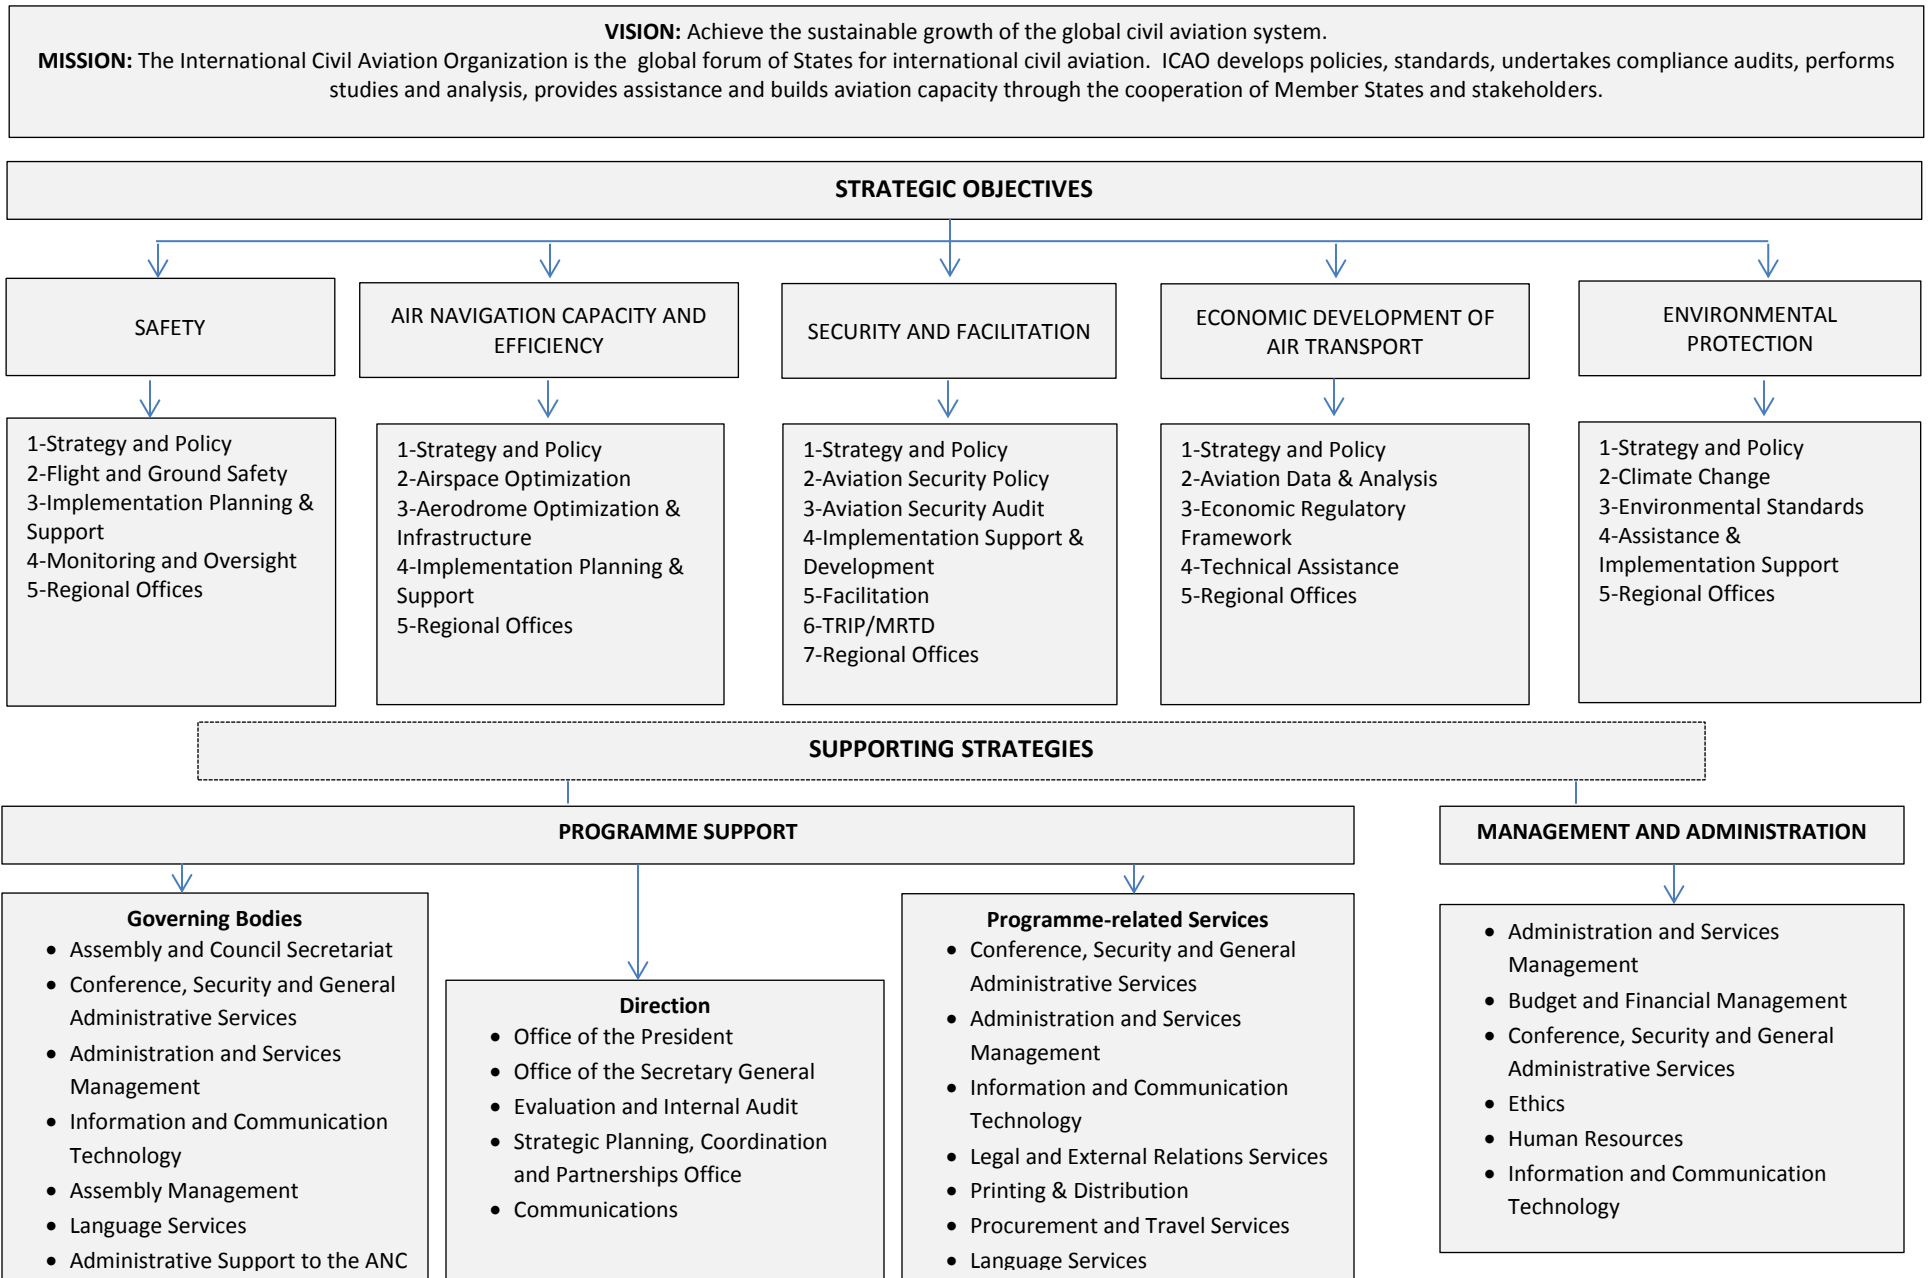 VISION: Achieve the sustainable growth of the global civil aviation system.
MISSION: The International Civil Aviation Organization is the global forum of States for international civil aviation. ICAO develops policies, standards, undertakes compliance audits, performs
studies and analysis, provides assistance and builds aviation capacity through the cooperation of Member States and stakeholders.
STRATEGIC OBJECTIVES
SAFETY
AIR NAVIGATION CAPACITY AND
EFFICIENCY
SECURITY AND FACILITATION
ECONOMIC DEVELOPMENT OF
AIR TRANSPORT
ENVIRONMENTAL
PROTECTION
1-Strategy and Policy
2-Flight and Ground Safety
3-Implementation Planning &
Support
4-Monitoring and Oversight
5-Regional Offices
1-Strategy and Policy
2-Airspace Optimization
3-Aerodrome Optimization &
Infrastructure
4-Implementation Planning &
Support
5-Regional Offices
1-Strategy and Policy
2-Aviation Security Policy
3-Aviation Security Audit
4-Implementation Support &
Development
5-Facilitation
6-TRIP/MRTD
7-Regional Offices
1-Strategy and Policy
2-Aviation Data & Analysis
3-Economic Regulatory
Framework
4-Technical Assistance
5-Regional Offices
1-Strategy and Policy
2-Climate Change
3-Environmental Standards
4-Assistance &
Implementation Support
5-Regional Offices
SUPPORTING STRATEGIES
PROGRAMME SUPPORT
MANAGEMENT AND ADMINISTRATION
Governing Bodies
• Assembly and Council Secretariat
• Conference, Security and General
Administrative Services
• Administration and Services
Management
• Information and Communication
Technology
• Assembly Management
• Language Services
• Administrative Support to the ANC
Direction
• Office of the President
• Office of the Secretary General
• Evaluation and Internal Audit
• Strategic Planning, Coordination
and Partnerships Office
• Communications
Programme-related Services
• Conference, Security and General
Administrative Services
• Administration and Services
Management
• Information and Communication
Technology
• Legal and External Relations Services
• Printing & Distribution
• Procurement and Travel Services
• Language Services
• Administration and Services
Management
• Budget and Financial Management
• Conference, Security and General
Administrative Services
• Ethics
• Human Resources
• Information and Communication
Technology